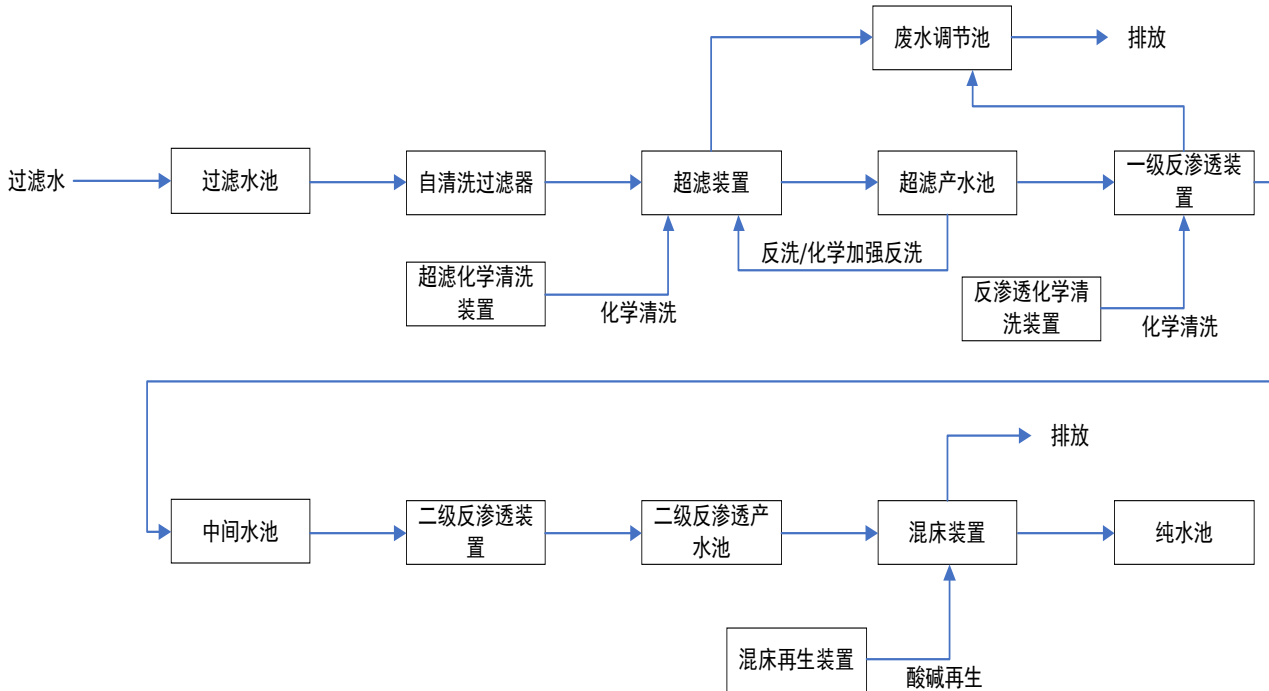 废水调节池
排放
过滤水
过滤水池
自清洗过滤器
超滤装置
超滤产水池
一级反渗透装
置
反洗/化学加强反洗
超滤化学清洗
装置
化学清洗
反渗透化学清
洗装置
化学清洗
排放
中间水池
二级反渗透装
置
二级反渗透产
水池
混床装置
纯水池
混床再生装置
酸碱再生